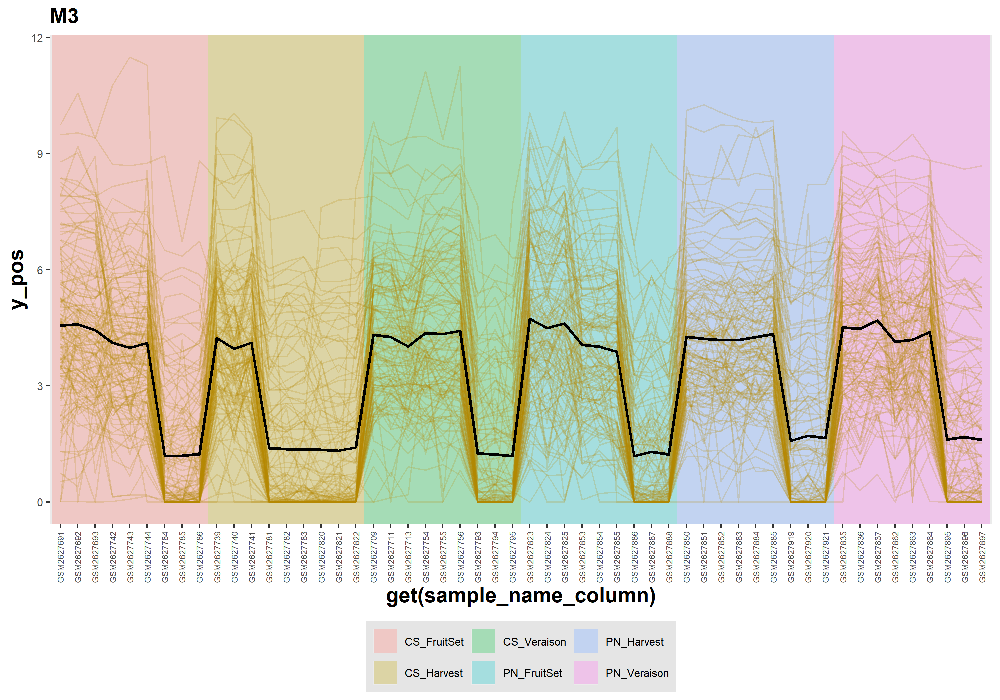 M3
12
9
6
3
0
y_pos
GSM2627691
GSM2627692
GSM2627693
GSM2627742
GSM2627743
GSM2627744
GSM2627784
GSM2627785
GSM2627786
GSM2627739
GSM2627740
GSM2627741
GSM2627781
GSM2627782
GSM2627783
GSM2627820
GSM2627821
GSM2627822
GSM2627709
GSM2627711
GSM2627713
GSM2627754
GSM2627755
GSM2627756
GSM2627793
GSM2627794
GSM2627795
GSM2627823
GSM2627824
GSM2627825
GSM2627853
GSM2627854
GSM2627855
GSM2627886
GSM2627887
GSM2627888
GSM2627850
GSM2627851
GSM2627852
GSM2627883
GSM2627884
GSM2627885
GSM2627919
GSM2627920
GSM2627921
GSM2627835
GSM2627836
GSM2627837
GSM2627862
GSM2627863
GSM2627864
GSM2627895
GSM2627896
GSM2627897
get(sample_name_column)
CS_FruitSet
CS_Veraison
PN_Harvest
CS_Harvest
PN_FruitSet
PN_Veraison